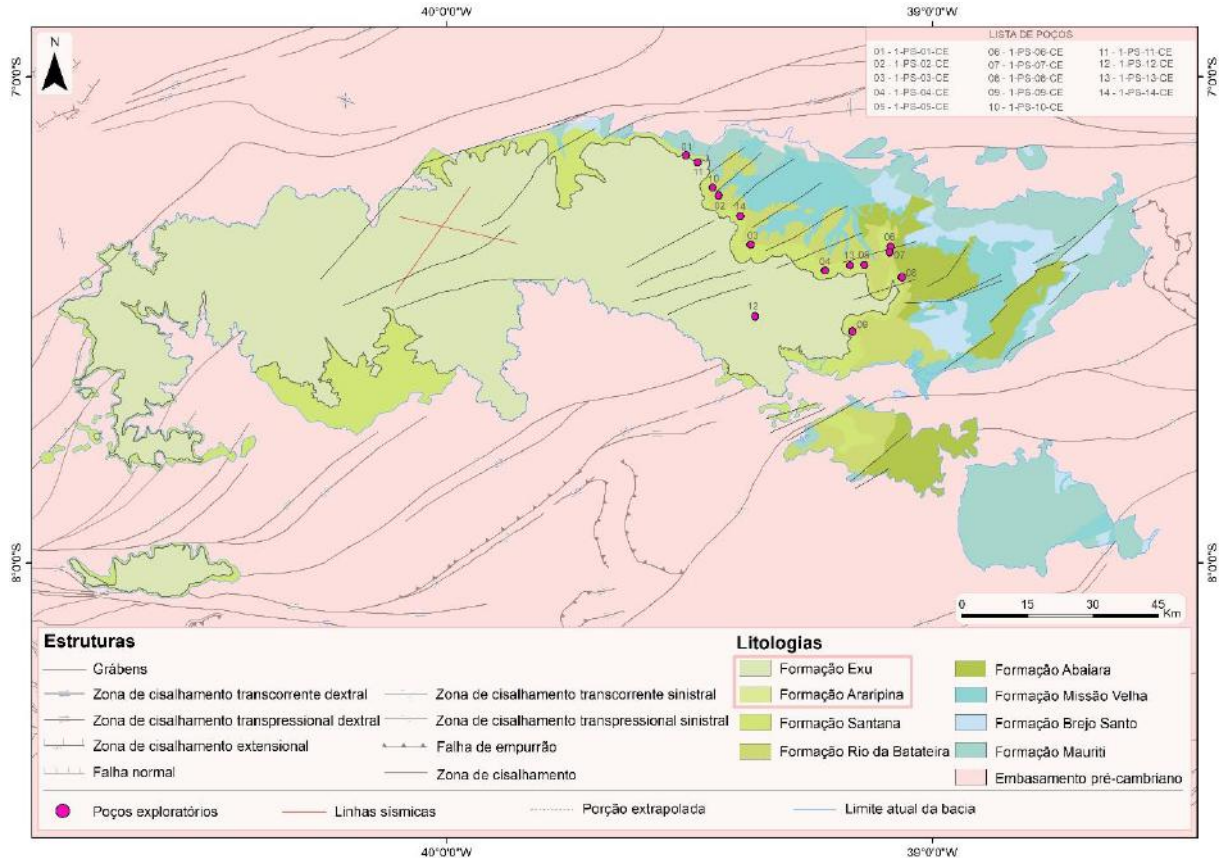 40°0'0"W 39°0'0"W
N
7°0'0"S 7°0'0"S
LISTA DE POÇOS
01 - 1-PS-01-CE 06 - 1-PS-06-CE 11 - 1-PS-11-CE
02 - 1-PS-02-CE 07 - 1-PS-07-CE 12 - 1-PS-12-CE
03 - 1-PS-03-CE 08 - 1-PS-08-CE 13 - 1-PS-13-CE
04 - 1-PS-04-CE 09 - 1-PS-09-CE 14 - 1-PS-14-CE
05 - 1-PS-05-CE 10 - 1-PS-10-CE
01
11
10
02
14
03
06
07
04 13
08
12
09
8°0'0"S 8°0'0"S
0 15 30 45
Km
Estruturas
Grábens
Zona de cisalhamento transcorrente dextral
Zona de cisalhamento transpressional dextral
Zona de cisalhamento extensional
Falha normal
Zona de cisalhamento transcorrente sinistral
Zona de cisalhamento transpressional sinistral
Falha de empurrão
Zona de cisalhamento
Litologias
Formação Exu
Formação Araripina
Formação Santana
Formação Rio da Batateira
Formação Abaiara
Formação Missão Velha
Formação Brejo Santo
Formação Mauriti
Embasamento pré-cambriano
Poços exploratórios Linhas sísmicas Porção extrapolada Limite atual da bacia
40°0'0"W 39°0'0"W